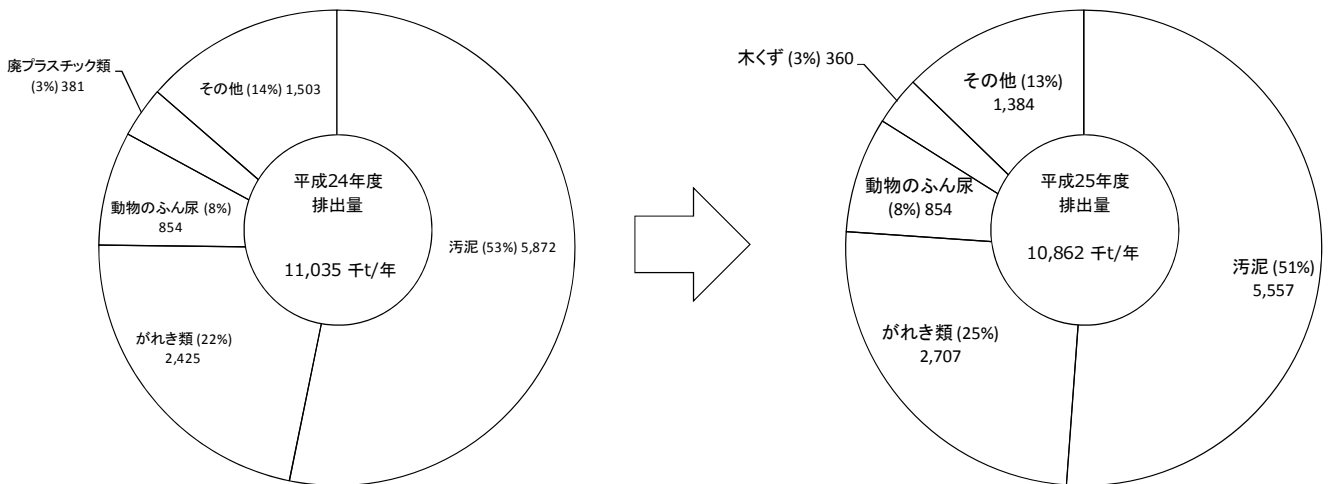 廃プラスチック類
(3%) 381
その他 (14%) 1,503
動物のふん尿 (8%)
854
がれき類 (22%)
2,425
汚泥 (53%) 5,872
平成24年度
排出量
11,035 千t/年
木くず (3%) 360
その他 (13%)
1,384
動物のふん尿
(8%) 854
がれき類 (25%)
2,707
汚泥 (51%)
5,557
平成25年度
排出量
10,862 千t/年